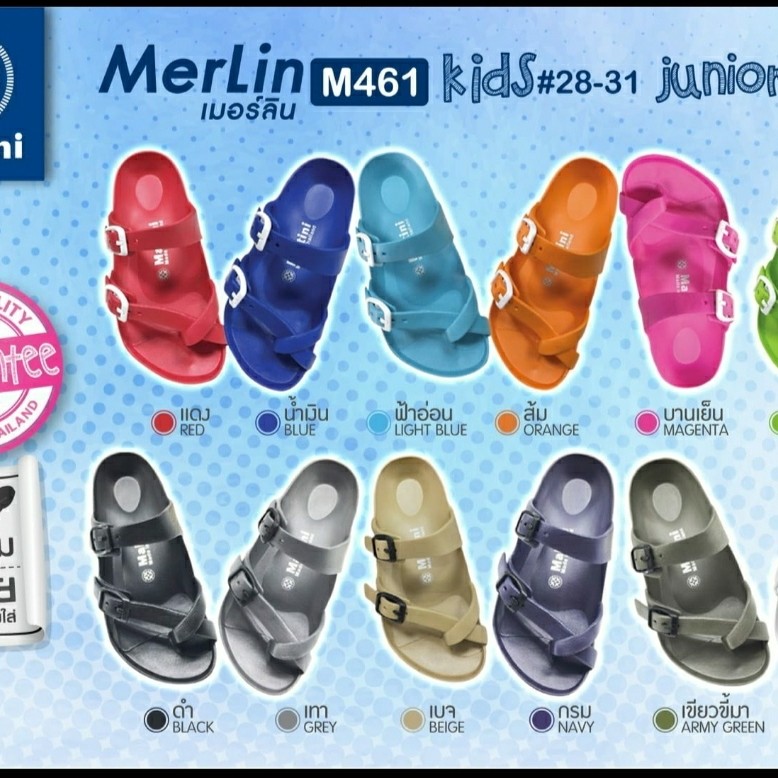 MerLin
เมอร์ลิน
M461
kids #28-31
junior
แดง
RED
น้ำเงิน
BLUE
ฟ้าอ่อน
LIGHT BLUE
ส้ม
ORANGE
บานเย็น
MAGENTA
ดำ
BLACK
เทา
GREY
เบจ
BEIGE
กรม
NAVY
เขียวขี้ม้า
ARMY GREEN